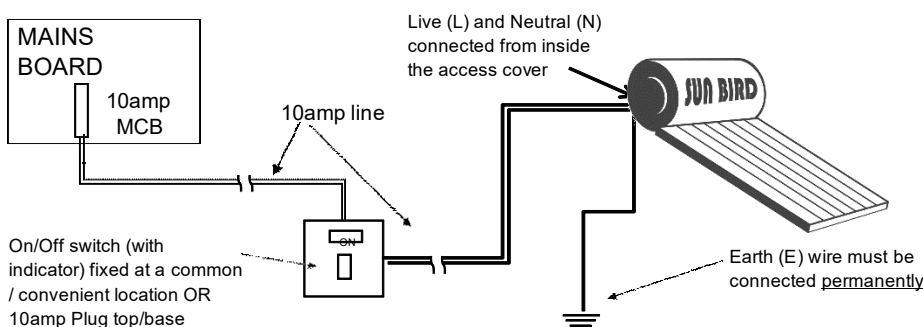 MAINS
BOARD
10amp
MCB
10amp line
Live (L) and Neutral (N)
connected from inside
the access cover
SUN BIRD
ON
On/Off switch (with
indicator) fixed at a common
/ convenient location OR
10amp Plug top/base
Earth (E) wire must be
connected permanently